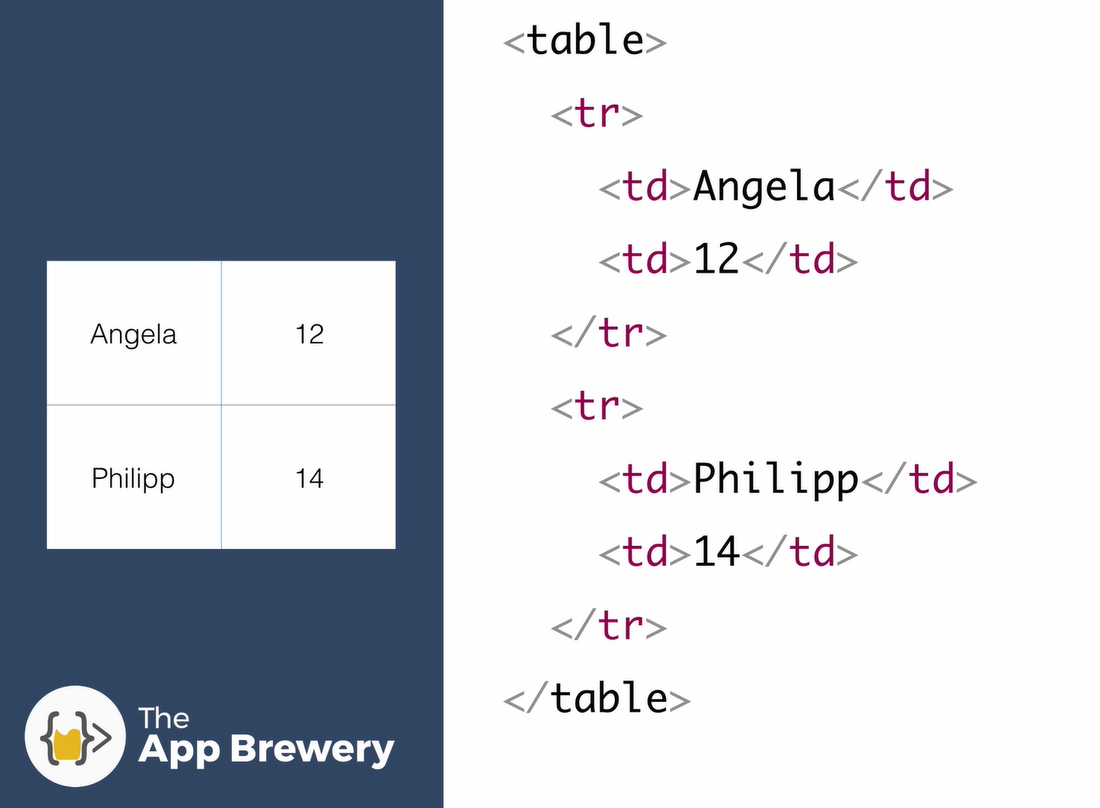 Angela 12
Philipp 14
The
App Brewery
<table>
<tr>
<td>Angela</td>
<td>12</td>
</tr>
<tr>
<td>Philipp</td>
<td>14</td>
</tr>
</table>